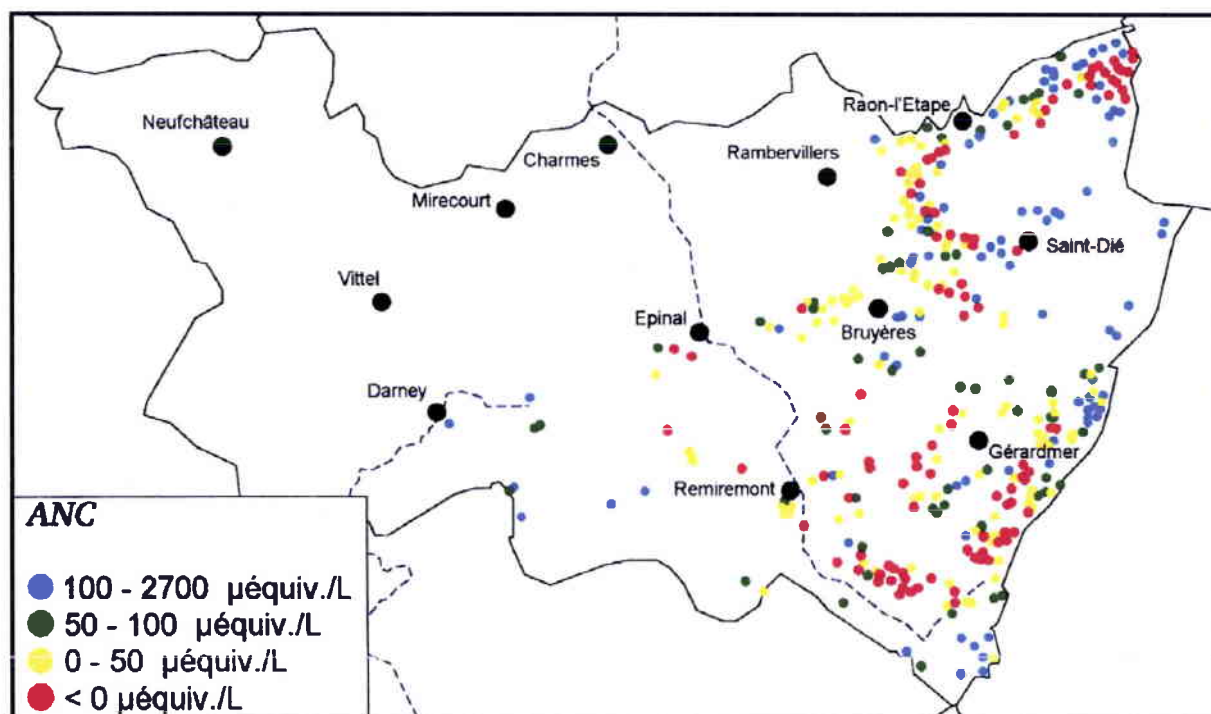 Raon-l'Etape
Neufchâteau
Charmes
Rambervillers
Mirecourt
Saint-Dié
Vittel
Epinal
Bruyères
Darney
Gérardmer
Remiremont
ANC
100 - 2700 µéquiv./L
50 - 100 µéquiv./L
0 - 50 µéquiv./L
< 0 µéquiv./L